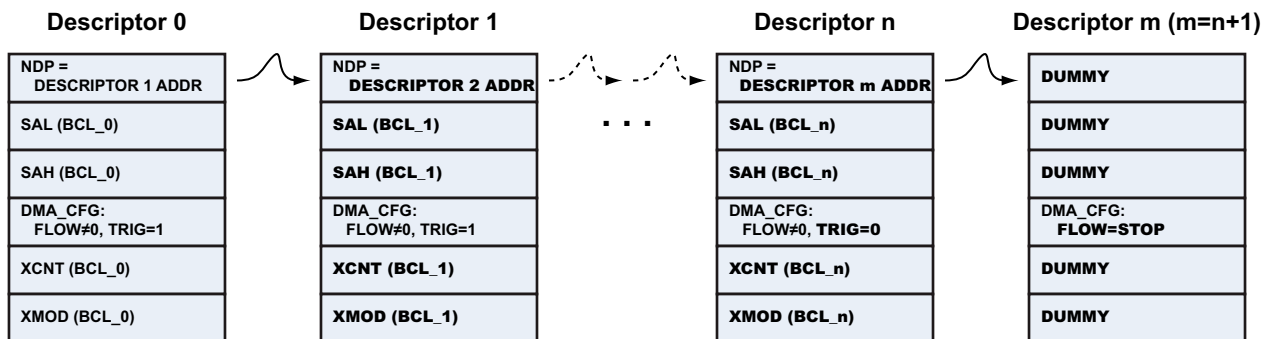 Descriptor 0
NDP =
DESCRIPTOR 1 ADDR
SAL (BCL_0)
SAH (BCL_0)
DMA_CFG:
FLOW≠0, TRIG=1
XCNT (BCL_0)
XMOD (BCL_0)
Descriptor 1
NDP =
DESCRIPTOR 2 ADDR
SAL (BCL_1)
SAH (BCL_1)
DMA_CFG:
FLOW≠0, TRIG=1
XCNT (BCL_1)
XMOD (BCL_1)
. . .
Descriptor n
NDP =
DESCRIPTOR m ADDR
SAL (BCL_n)
SAH (BCL_n)
DMA_CFG:
FLOW≠0, TRIG=0
XCNT (BCL_n)
XMOD (BCL_n)
Descriptor m (m=n+1)
DUMMY
DUMMY
DUMMY
DMA_CFG:
FLOW=STOP
DUMMY
DUMMY